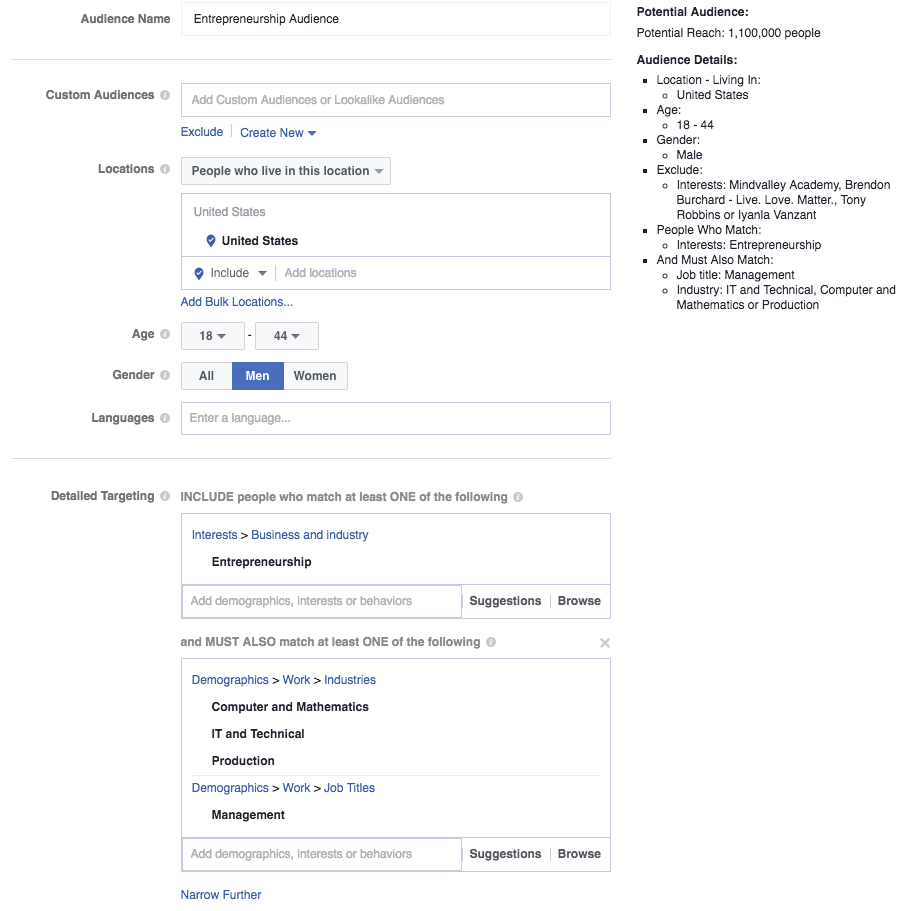 Audience Name
Entrepreneurship Audience
Custom Audiences
Add Custom Audiences or Lookalike Audiences
Exclude
Create New
Locations
People who live in this location
United States
United States
Include
Add locations
Add Bulk Locations...
Age
18 - 44
Gender
All Men Women
Languages
Enter a language...
Detailed Targeting
INCLUDE people who match at least ONE of the following
Interests > Business and industry
Entrepreneurship
Add demographics, interests or behaviors
Suggestions
Browse
and MUST ALSO match at least ONE of the following
Demographics > Work > Industries
Computer and Mathematics
IT and Technical
Production
Demographics > Work > Job Titles
Management
Add demographics, interests or behaviors
Suggestions
Browse
Narrow Further
Potential Audience:
Potential Reach: 1,100,000 people
Audience Details:
Location - Living In:
United States
Age:
18 - 44
Gender:
Male
Exclude:
Interests: Mindvalley Academy, Brendon
Burchard - Live. Love. Matter., Tony
Robbins or Iyanla Vanzant
People Who Match:
Interests: Entrepreneurship
And Must Also Match:
Job title: Management
Industry: IT and Technical, Computer and
Mathematics or Production